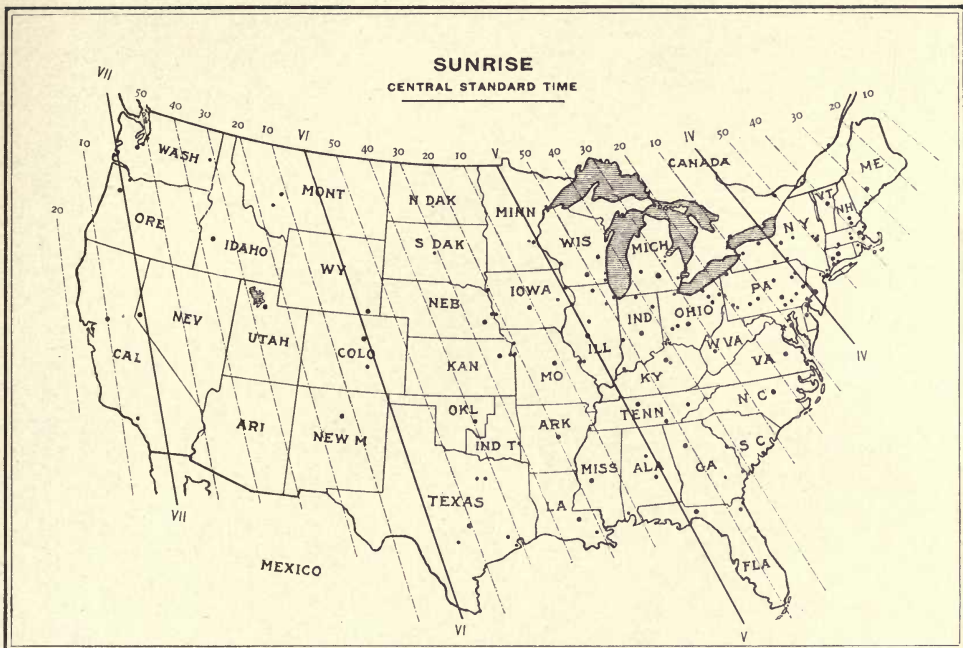 SUNRISE
CENTRAL STANDARD TIME
VII
50
40
30
20
10
VI
50
40
30
20
10
V
50
40
30
20
10
IV
50
40
30
20
10
10
20
CANADA
WASH
MONT
N DAK
MINN
ME
VT
NH
N Y
ORE
IDAHO
S DAK
WIS
MICH
WY
IOWA
PA
NEV
NEB
IND
OHIO
UTAH
COLO
ILL
W VA
CAL
KAN
MO
KY
VA
IV
ARI
NEW M
OKL
IND T
ARK
TENN
N C
S C
MISS
ALA
GA
TEXAS
LA
VII
MEXICO
FLA
VI
V